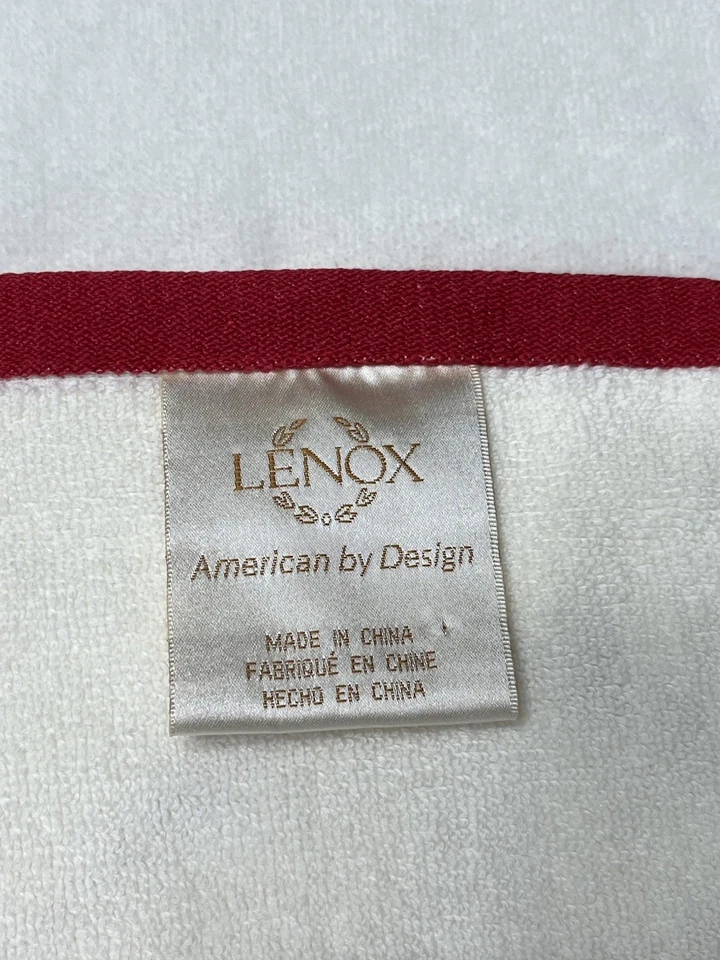 LENOX
American by Design
MADE IN CHINA
FABRIQUÉ EN CHINE
HECHO EN CHINA